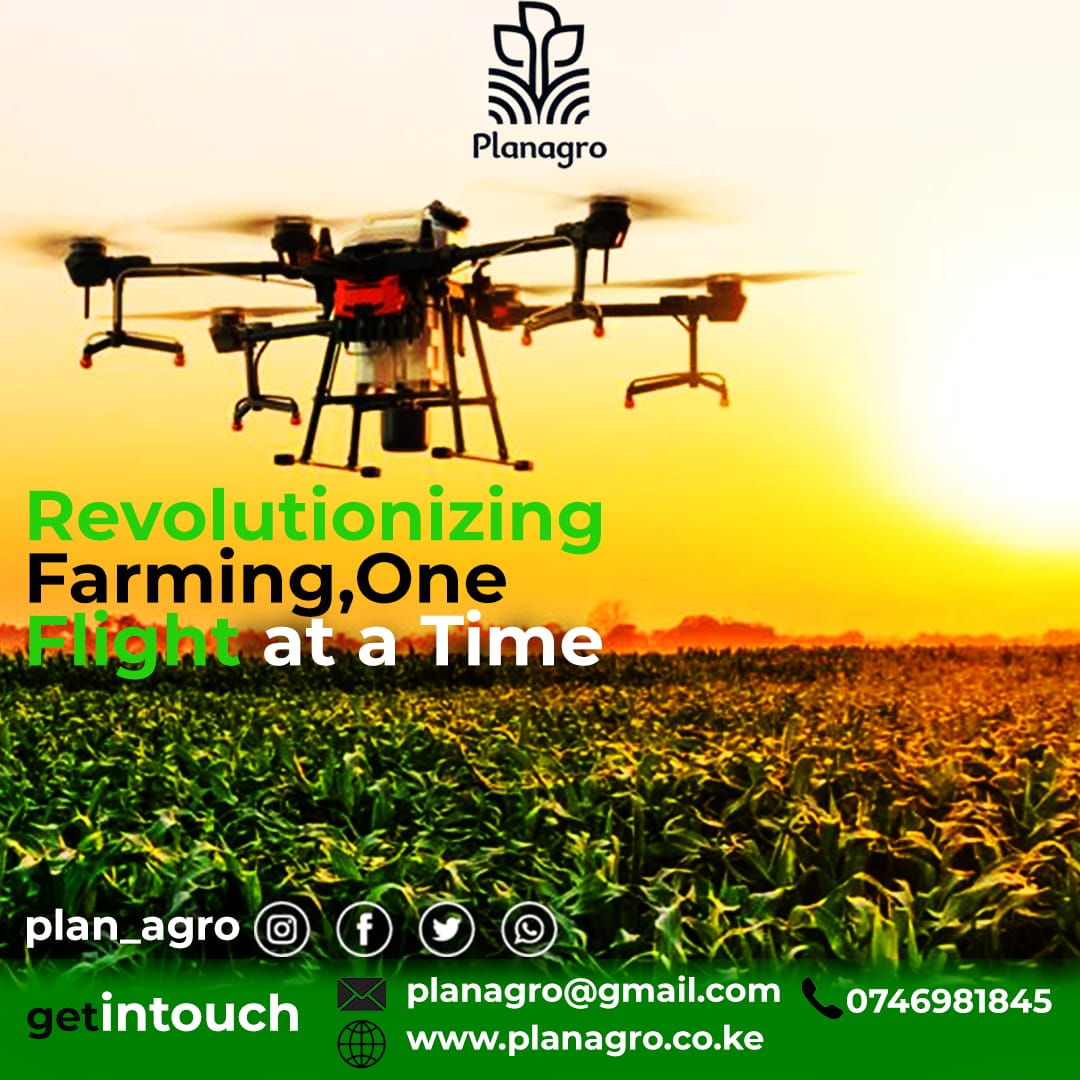 Planagro
Revolutionizing
Farming,One
Flight at a Time
plan_agro
getintouch
planagro@gmail.com
www.planagro.co.ke
0746981845